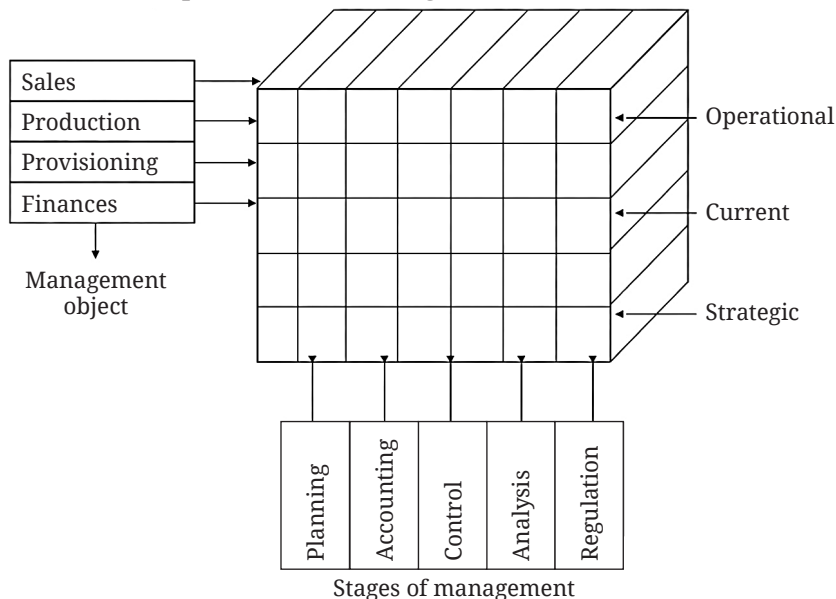 Sales
Production
Provisioning
Finances
Management
object
Operational
Current
Strategic
Planning
Accounting
Control
Analysis
Regulation
Stages of management